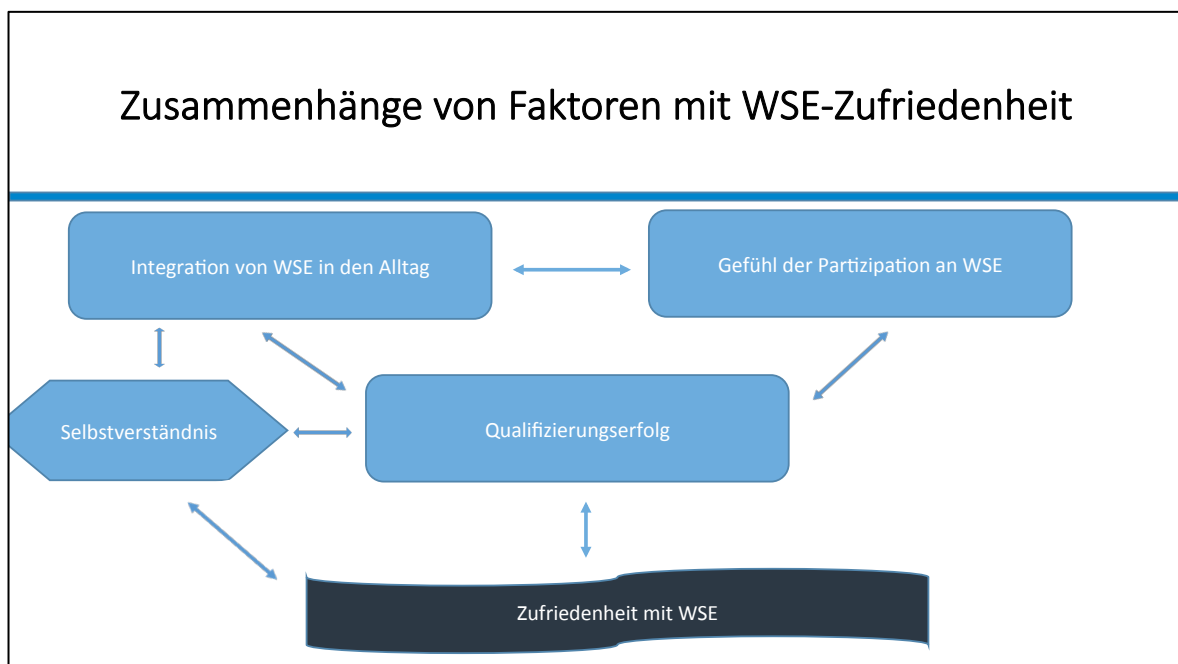 Zusammenhänge von Faktoren mit WSE-Zufriedenheit
Integration von WSE in den Alltag
Gefühl der Partizipation an WSE
Selbstverständnis
Qualifizierungserfolg
Zufriedenheit mit WSE